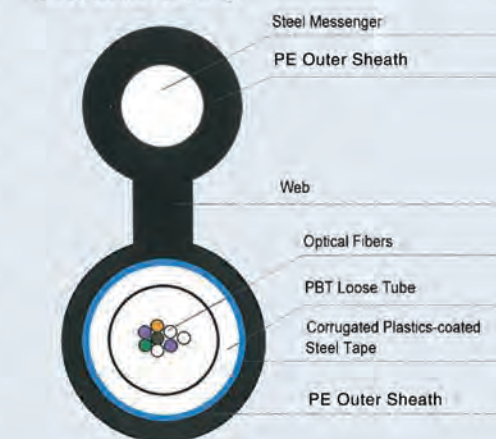 Steel Messenger
PE Outer Sheath
Web
Optical Fibers
PBT Loose Tube
Corrugated Plastics-coated
Steel Tape
PE Outer Sheath